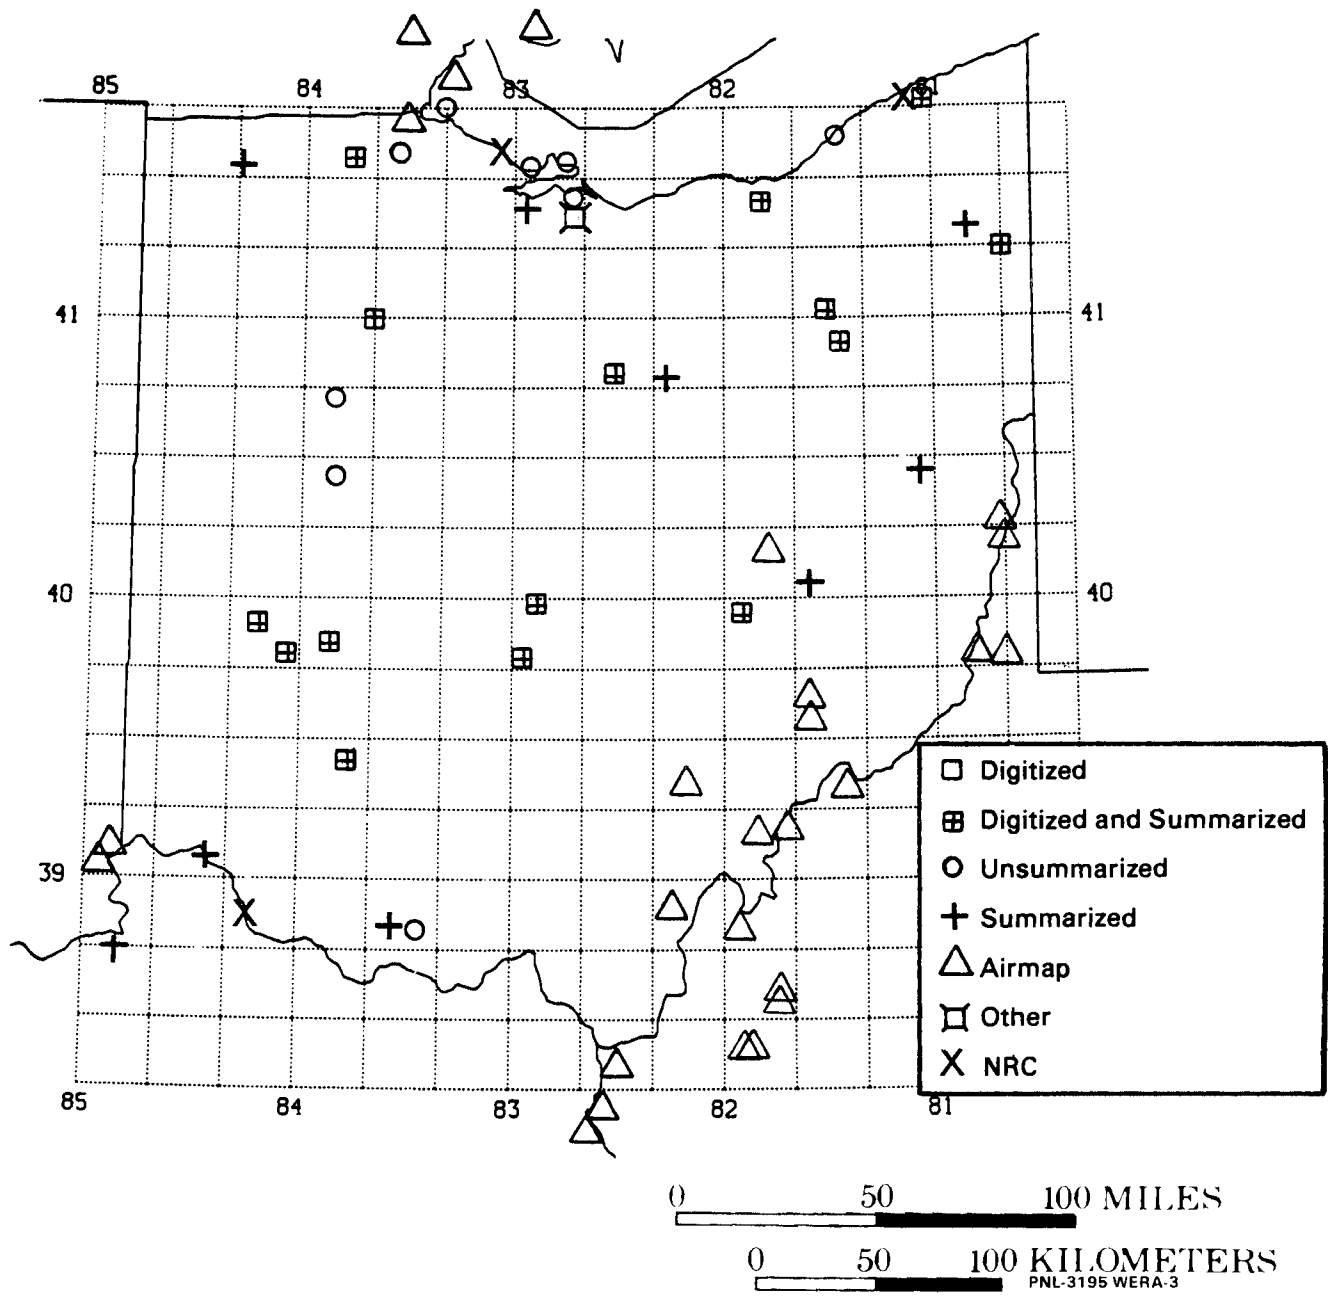 85 84 83 82 81
41 41
40 40
39
Digitized
Digitized and Summarized
Unsummarized
Summarized
Airmap
Other
NRC
85 84 83 82 81
0 50 100 MILES
0 50 100 KILOMETERS
PNL-3195 WERA-3